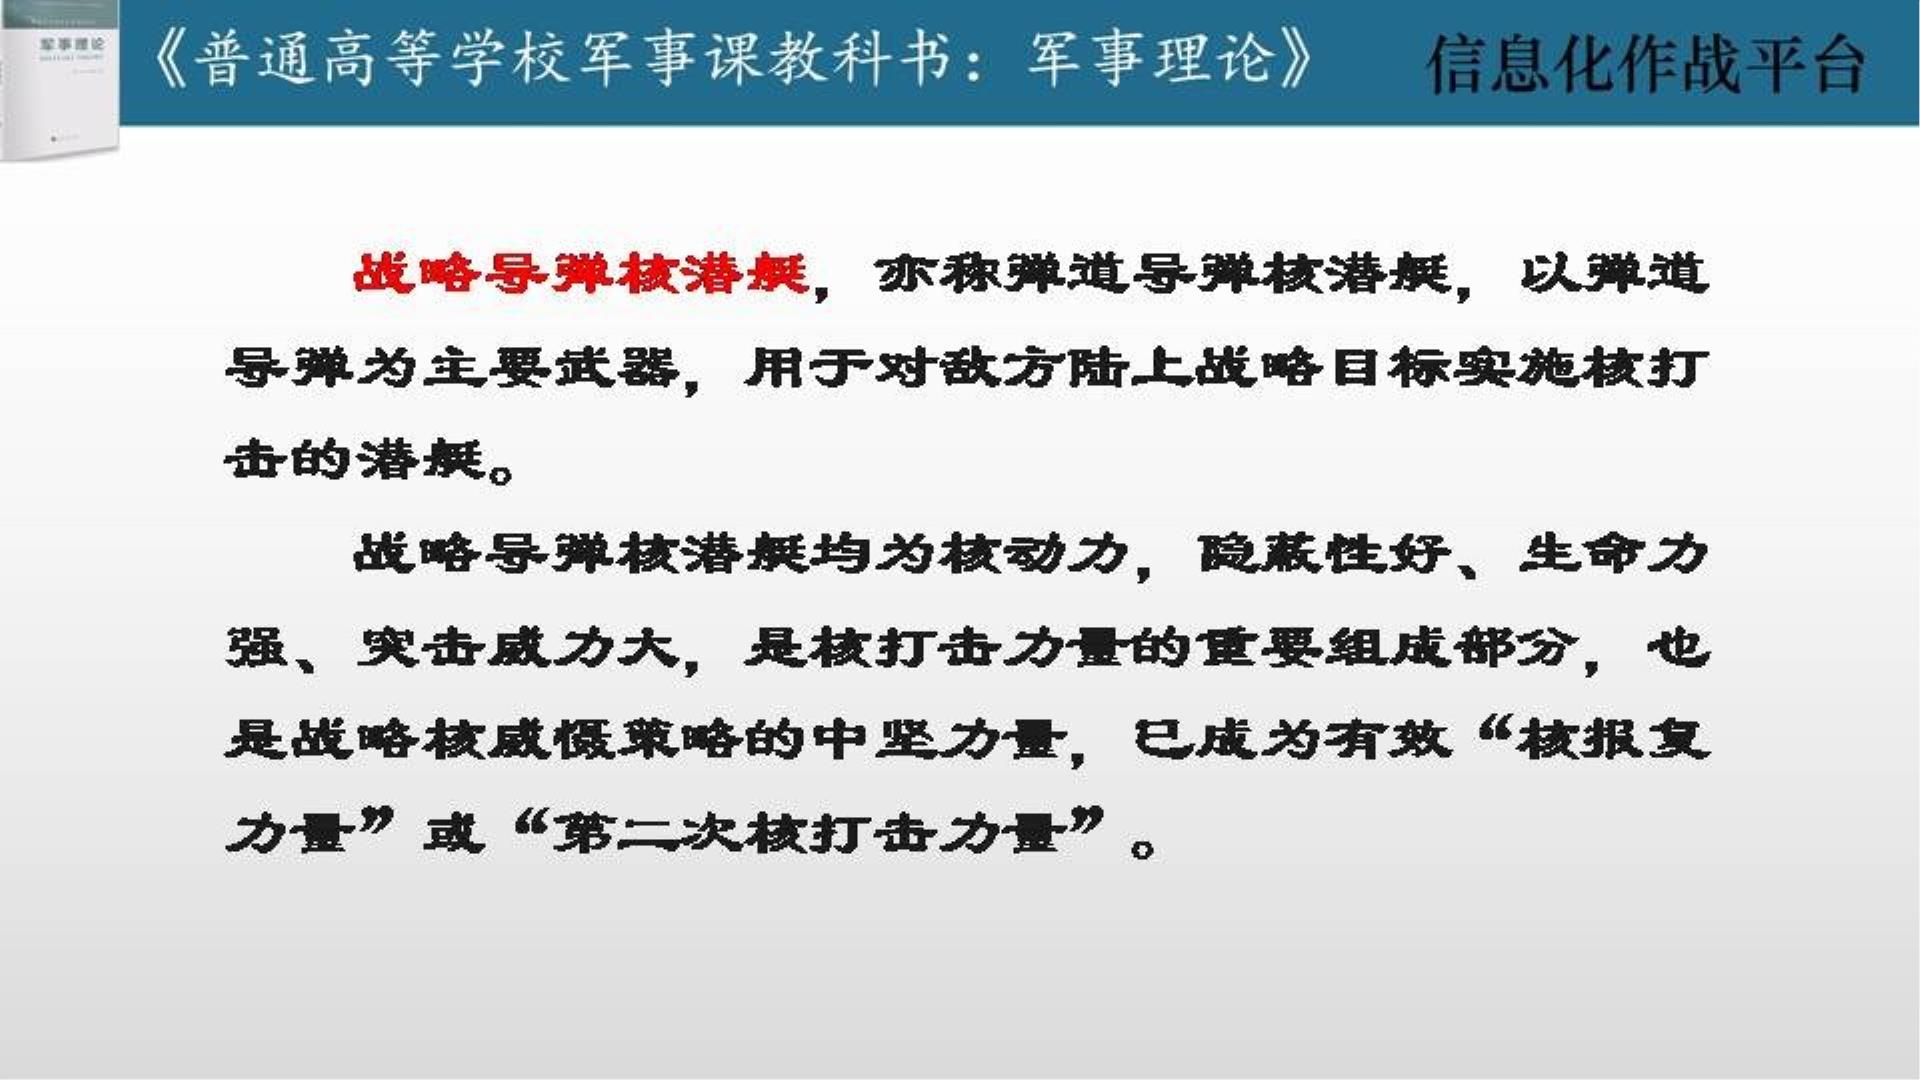 军事理论
《普通高等学校军事课教科书：军事理论》
信息化作战平台
战略导弹核潜艇，亦称弹道导弹核潜艇，以弹道
导弹为主要武器，用于对敌方陆上战略目标实施核打
击的潜艇。
战略导弹核潜艇均为核动力，隐蔽性好、生命力
强、突击威力大，是核打击力量的重要组成部分，也
是战略核威慑策略的中坚力量，已成为有效“核报复
力量”或“第二次核打击力量”。